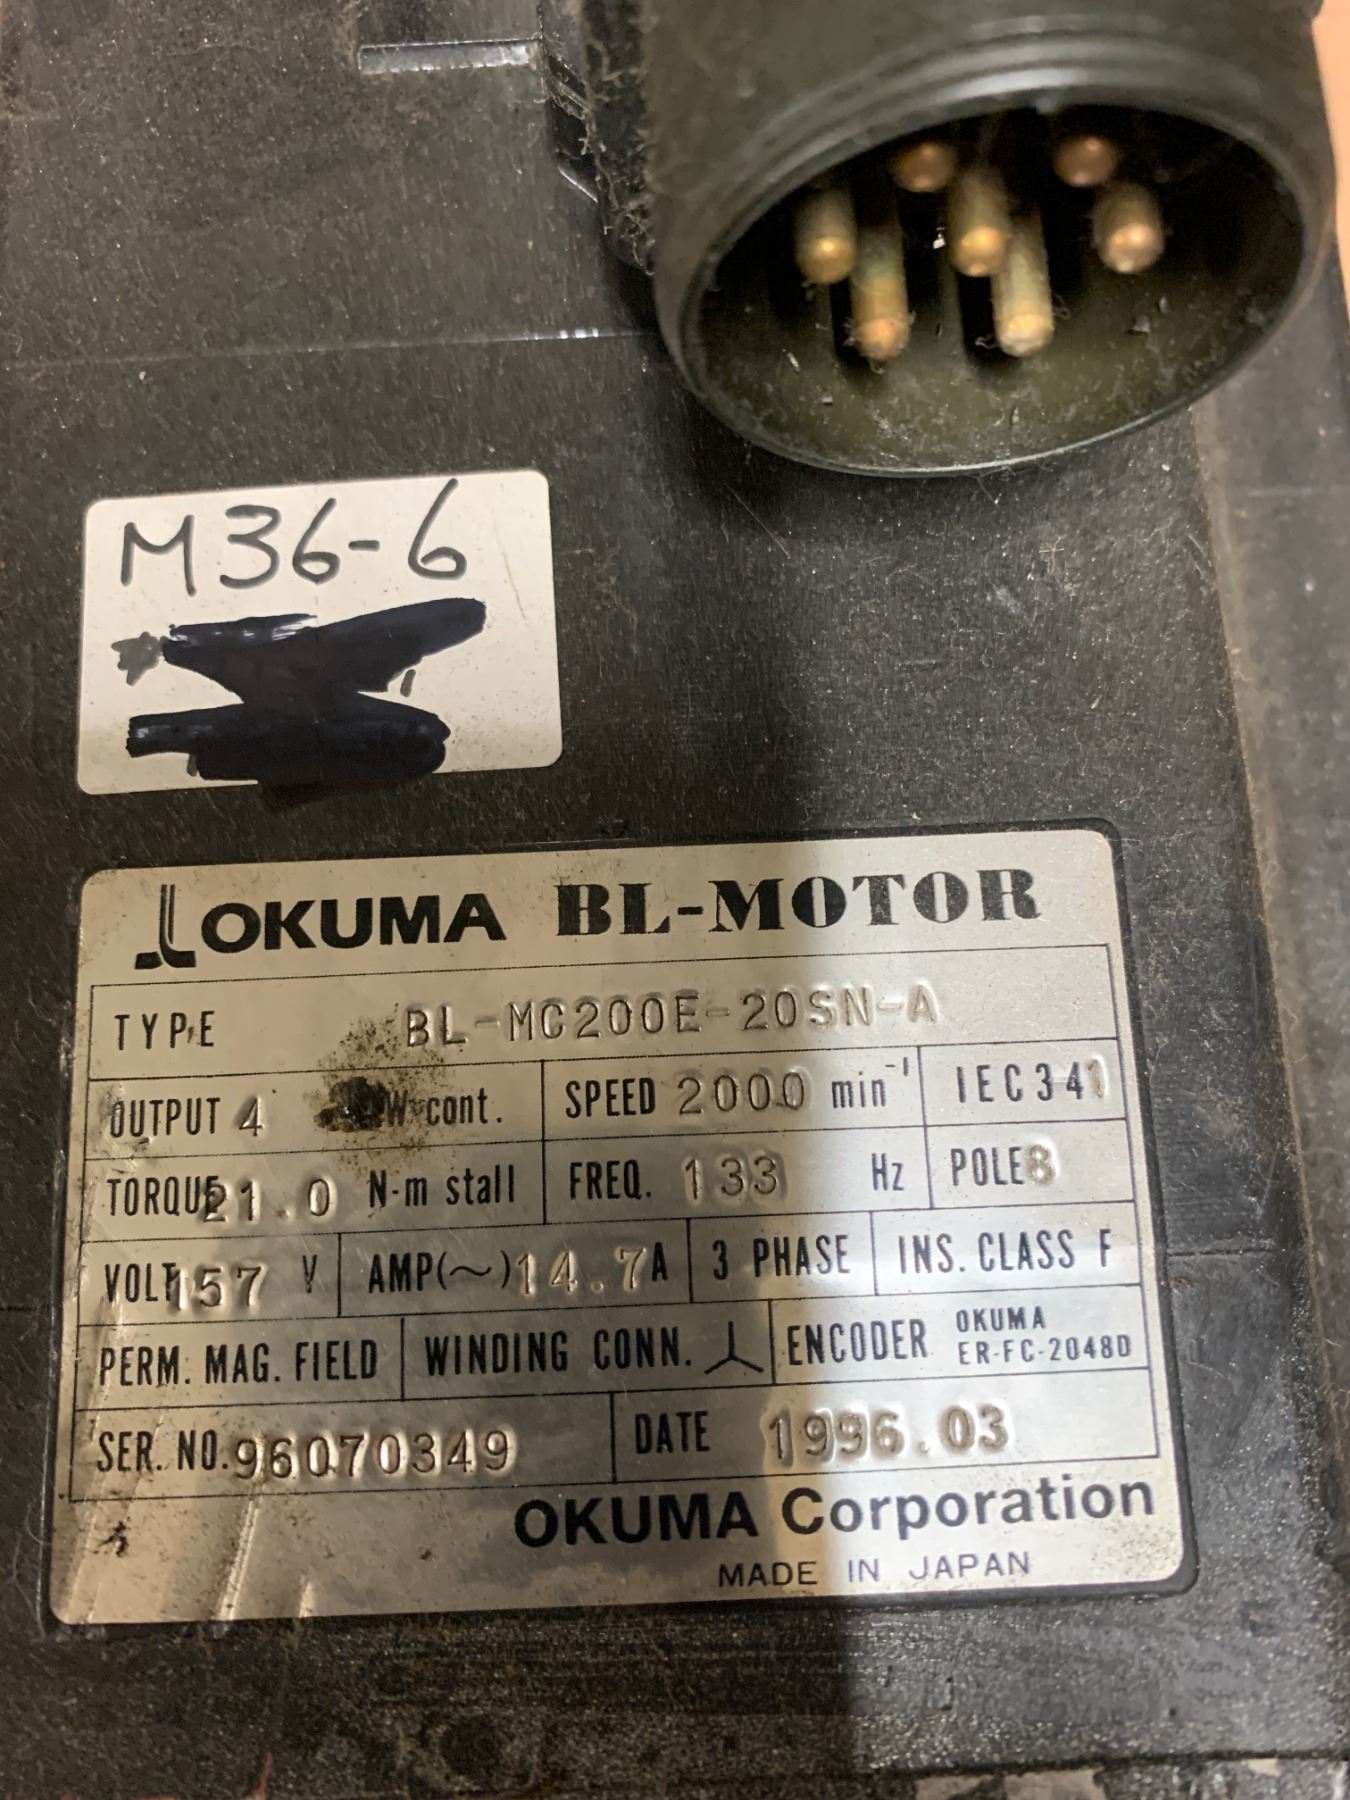 M36-6
OKUMA BL-MOTOR
TYPE BL-MC200E-20SN-A
OUTPUT 4 W cont. SPEED 2000 min⁻¹ IEC341
TORQUE 21.0 N-m stall FREQ. 133 Hz POLE 8
VOLT 157 V AMP(~) 14.7 A 3 PHASE INS. CLASS F
PERM. MAG. FIELD WINDING CONN. ENCODER OKUMA
ER-FC-2048D
SER. NO. 96070349 DATE 1996.03
OKUMA Corporation
MADE IN JAPAN